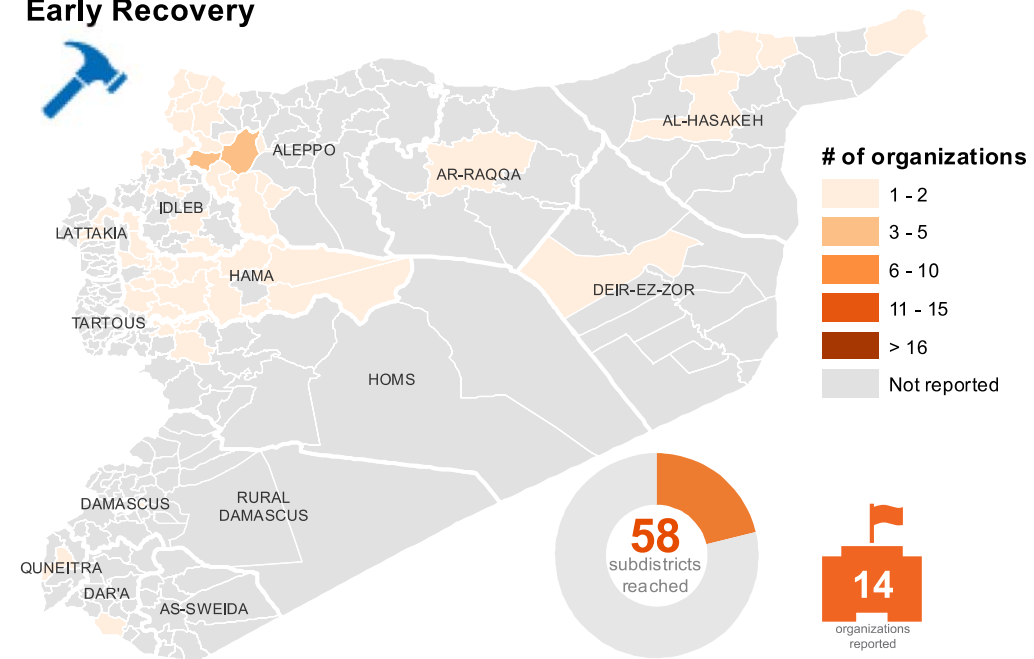 Early Recovery
ALEPPO
AL-HASAKEH
AR-RAQQA
IDLEB
LATTAKIA
HAMA
DEIR-EZ-ZOR
TARTOUS
HOMS
DAMASCUS
RURAL
DAMASCUS
QUNEITRA
DAR'A
AS-SWEIDA
# of organizations
1 - 2
3 - 5
6 - 10
11 - 15
> 16
Not reported
58
subdistricts
reached
14
organizations
reported